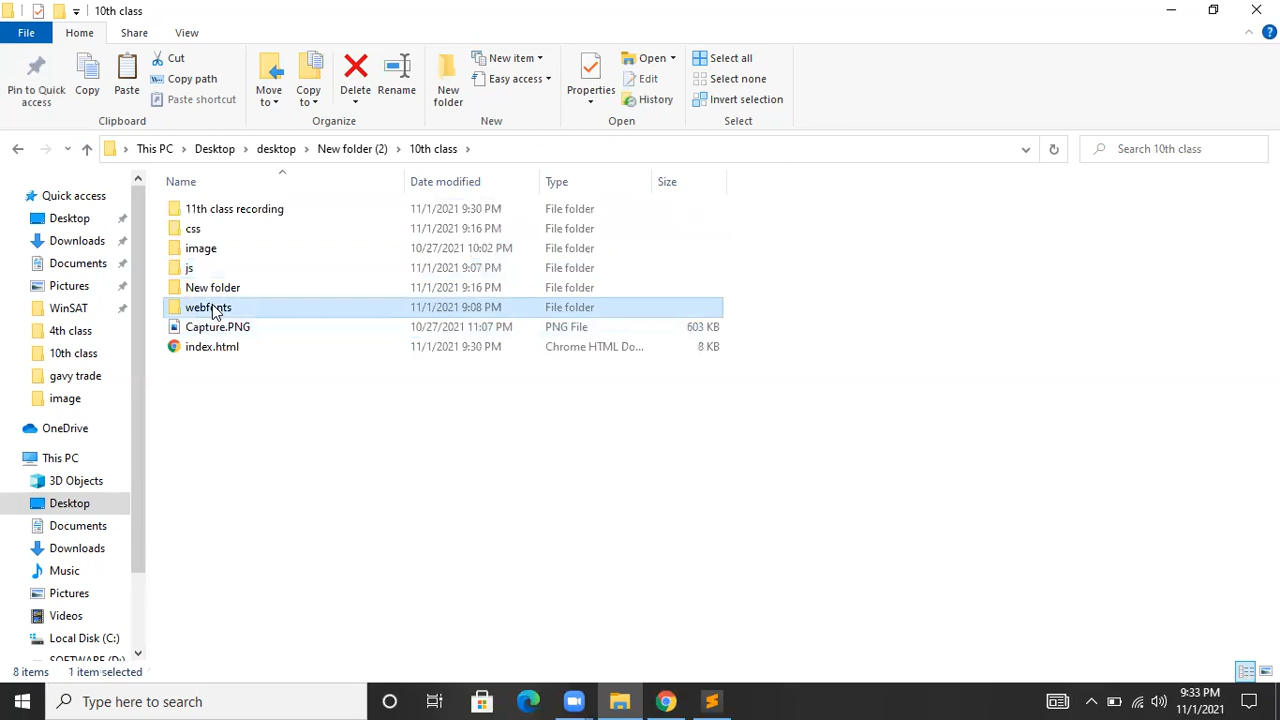 10th class
File Home Share View
Pin to Quick access
Copy
Paste
Cut
Copy path
Paste shortcut
Clipboard
Move to
Copy to
Delete
Rename
Organize
New folder
New item
Easy access
New
Properties
Open
Edit
History
Open
Select all
Select none
Invert selection
Select
This PC Desktop desktop New folder (2) 10th class
Search 10th class
Name Date modified Type Size
11th class recording 11/1/2021 9:30 PM File folder
css 11/1/2021 9:16 PM File folder
image 10/27/2021 10:02 PM File folder
js 11/1/2021 9:07 PM File folder
New folder 11/1/2021 9:16 PM File folder
webfonts 11/1/2021 9:08 PM File folder
Capture.PNG 10/27/2021 11:07 PM PNG File 603 KB
index.html 11/1/2021 9:30 PM Chrome HTML Do... 8 KB
Quick access
Desktop
Downloads
Documents
Pictures
WinSAT
4th class
10th class
gavy trade
image
OneDrive
This PC
3D Objects
Desktop
Documents
Downloads
Music
Pictures
Videos
Local Disk (C:)
SOFTWARE (D:)
8 items 1 item selected
Type here to search
9:33 PM
11/1/2021